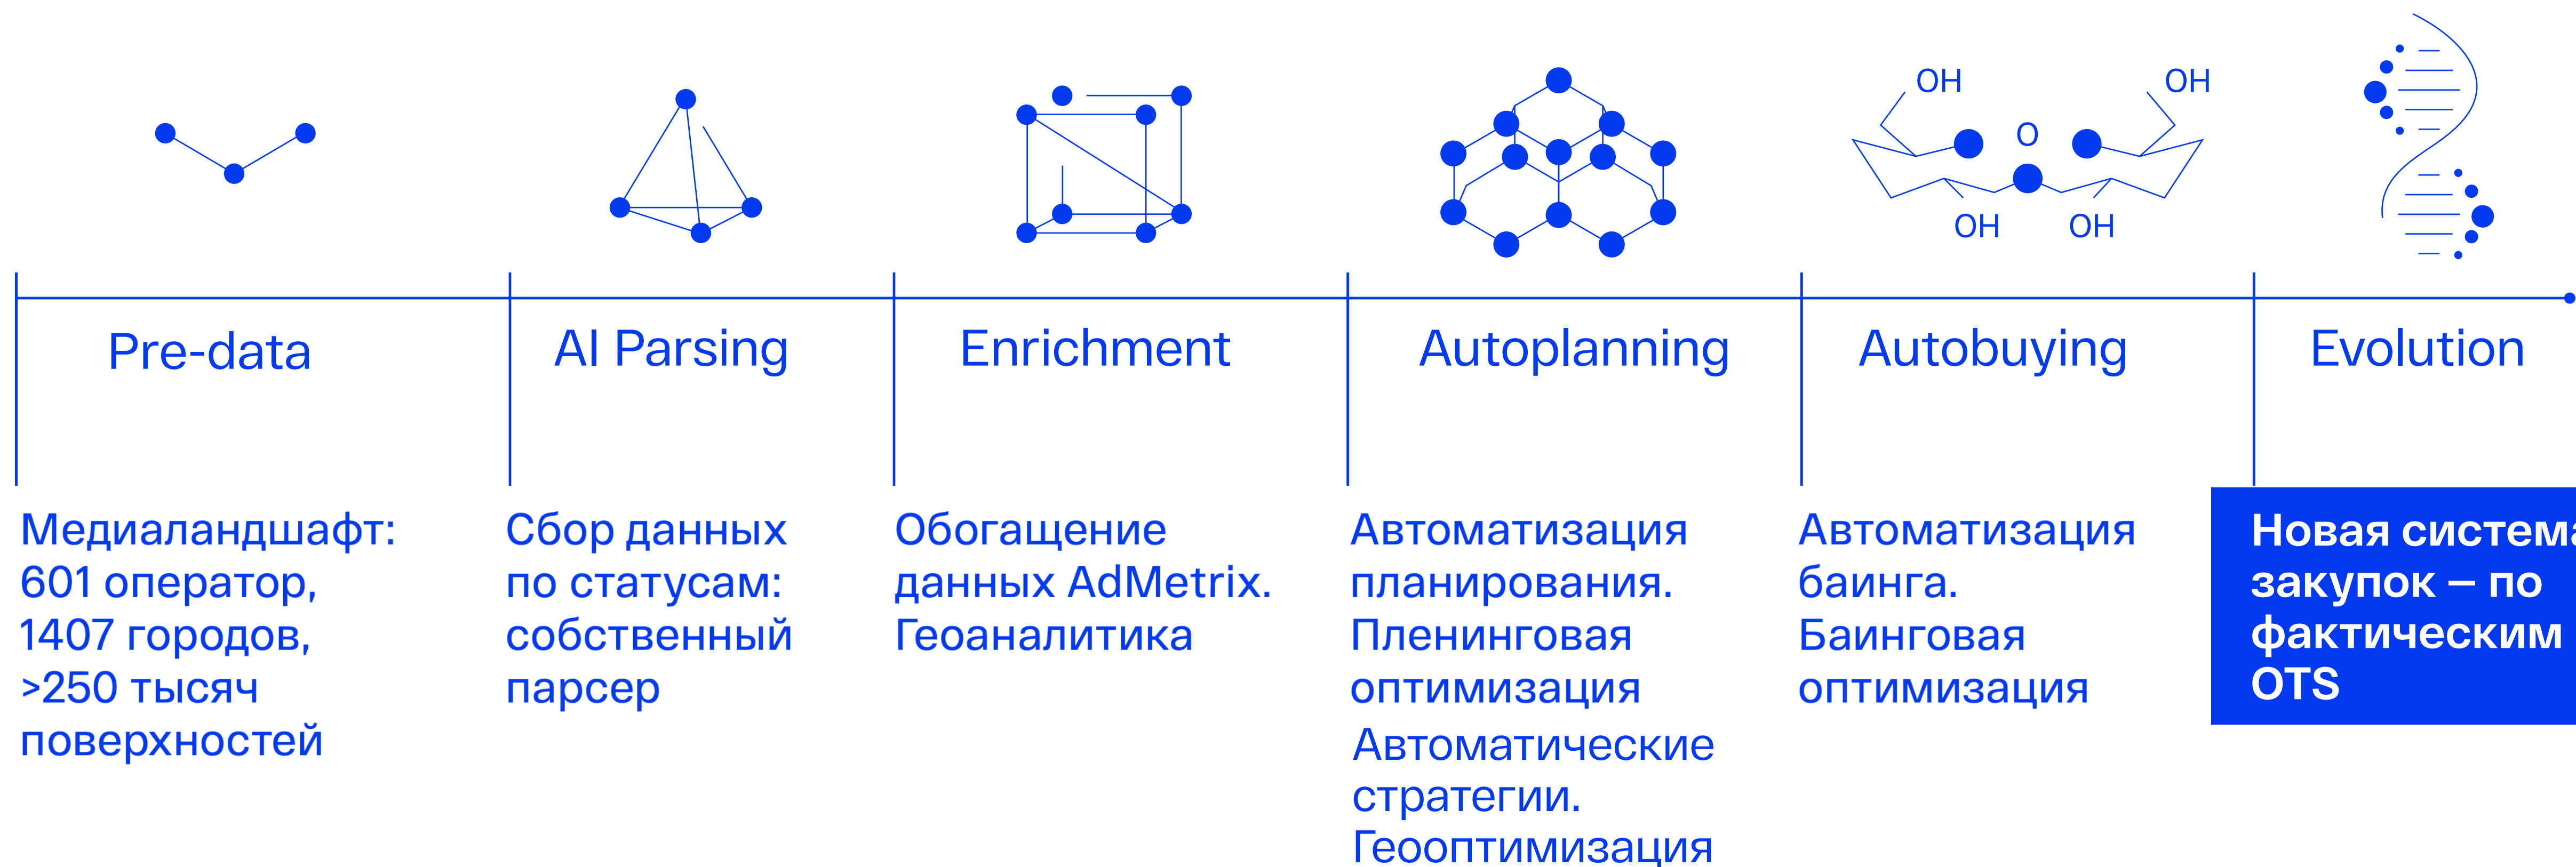 OH
OH
O
OH
OH
Pre-data
AI Parsing
Enrichment
Autoplanning
Autobuying
Evolution
Медиаландшафт:
601 оператор,
1407 городов,
>250 тысяч
поверхностей
Сбор данных
по статусам:
собственный
парсер
Обогащение
данных AdMetrix.
Геоаналитика
Автоматизация
планирования.
Пленинговая
оптимизация
Автоматические
стратегии.
Геооптимизация
Автоматизация
баинга.
Баинговая
оптимизация
Новая система
закупок – по
фактическим
OTS